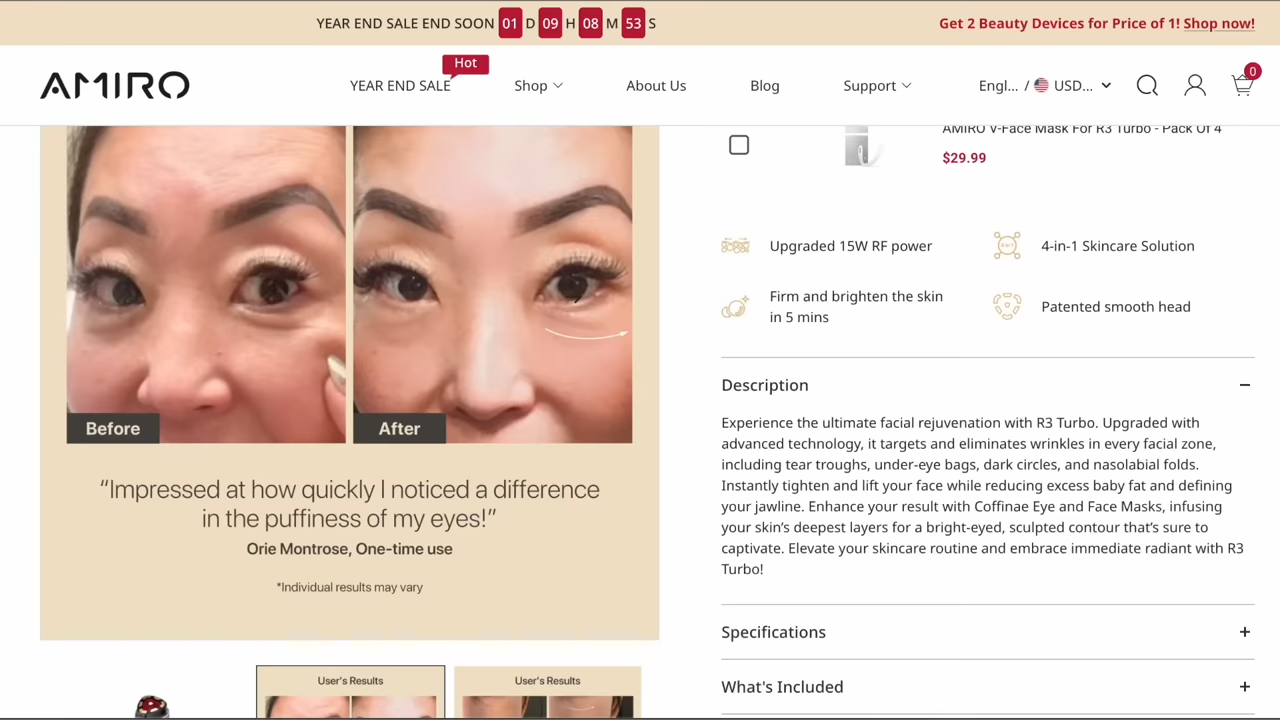 YEAR END SALE END SOON 01 D 09 H 08 M 53 S
Get 2 Beauty Devices for Price of 1! Shop now!
AMIRO
Hot
YEAR END SALE
Shop
About Us
Blog
Support
Engl... / USD...
0
AMIRO V-Face Mask For R3 Turbo - Pack Of 4
$29.99
Before
After
“Impressed at how quickly I noticed a difference
in the puffiness of my eyes!”
Orie Montrose, One-time use
*Individual results may vary
User's Results
User's Results
Upgraded 15W RF power
4-in-1 Skincare Solution
Firm and brighten the skin
in 5 mins
Patented smooth head
Description
Experience the ultimate facial rejuvenation with R3 Turbo. Upgraded with
advanced technology, it targets and eliminates wrinkles in every facial zone,
including tear troughs, under-eye bags, dark circles, and nasolabial folds.
Instantly tighten and lift your face while reducing excess baby fat and defining
your jawline. Enhance your result with Coffinae Eye and Face Masks, infusing
your skin’s deepest layers for a bright-eyed, sculpted contour that’s sure to
captivate. Elevate your skincare routine and embrace immediate radiant with R3
Turbo!
Specifications
What's Included